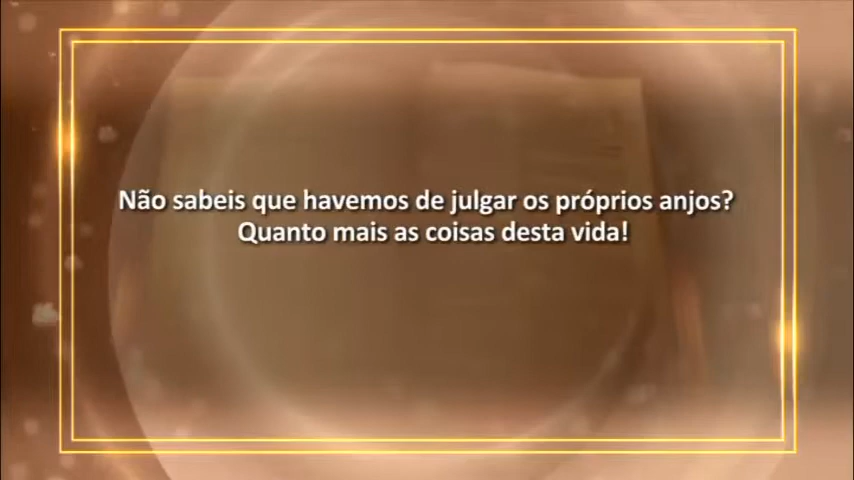 Não sabeis que havemos de julgar os próprios anjos?
Quanto mais as coisas desta vida!